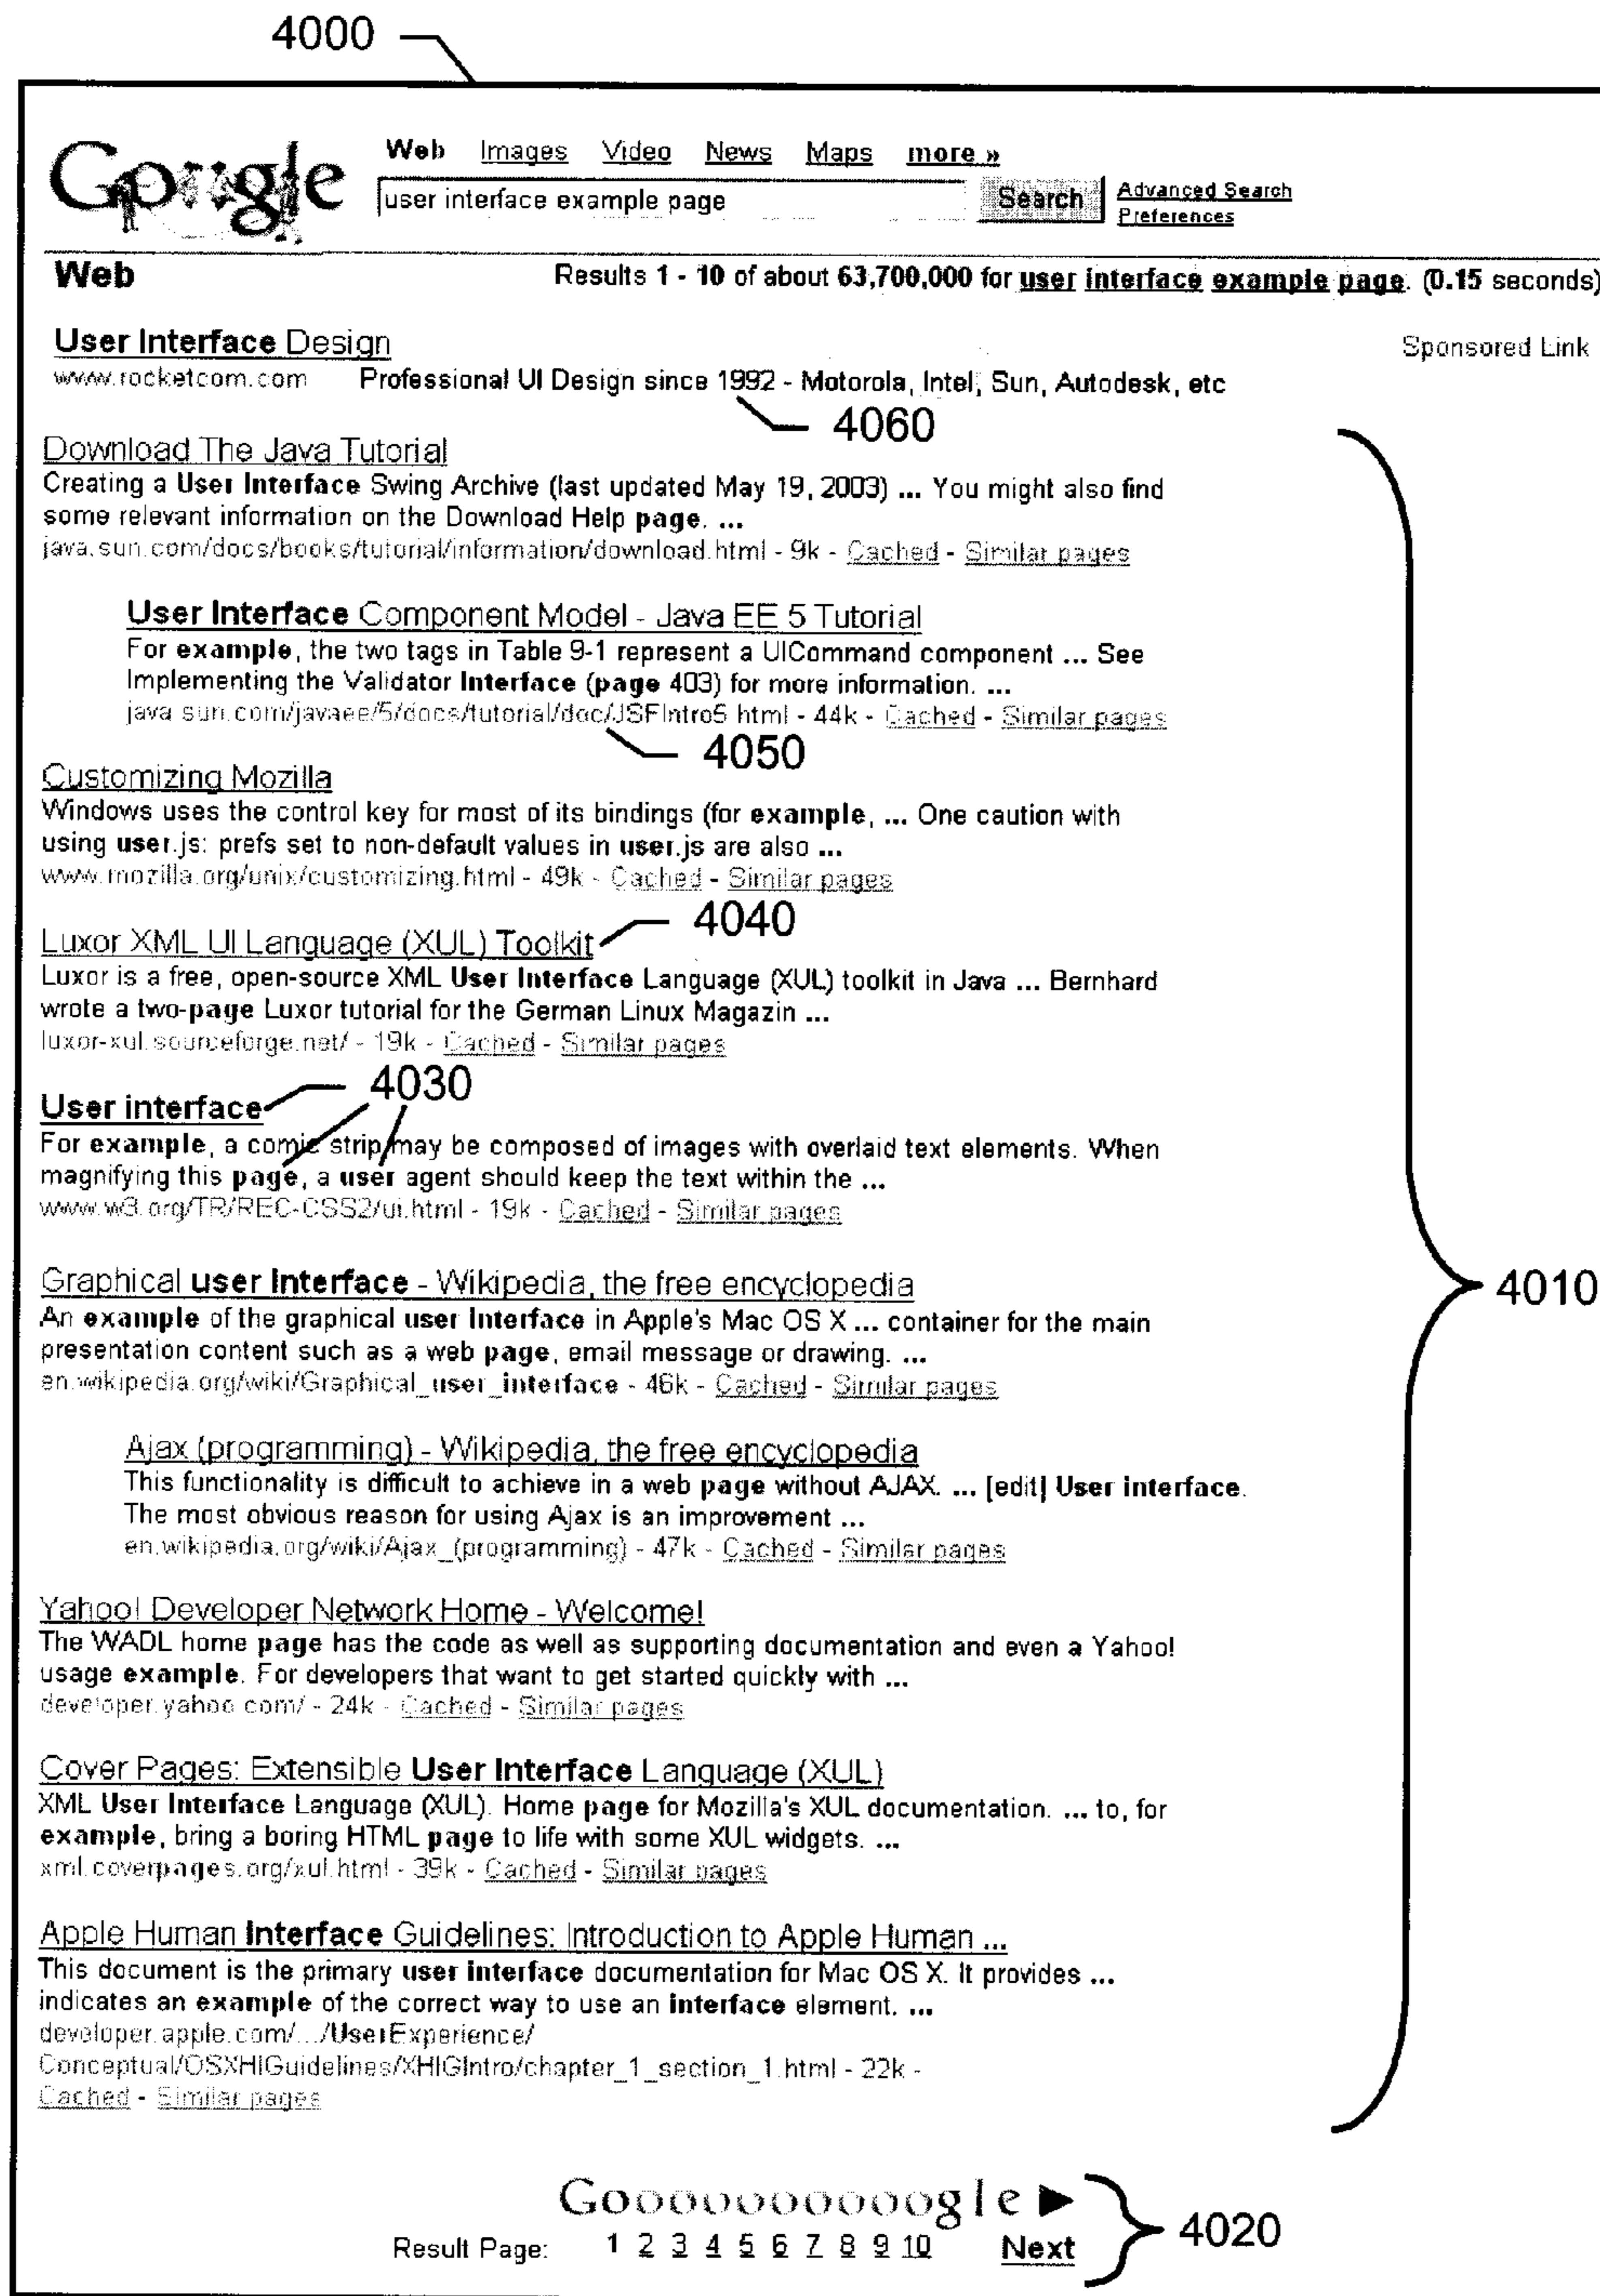 4000
Google
Web Images Video News Maps more »
user interface example page Search Advanced Search
Preferences
Web Results 1 - 10 of about 63,700,000 for user interface example page. (0.15 seconds)
User Interface Design Sponsored Link
www.rocketcom.com Professional UI Design since 1992 - Motorola, Intel, Sun, Autodesk, etc
4060
Download The Java Tutorial
Creating a User Interface Swing Archive (last updated May 19, 2003) ... You might also find
some relevant information on the Download Help page. ...
java.sun.com/docs/books/tutorial/information/download.html - 9k - Cached - Similar pages
User Interface Component Model - Java EE 5 Tutorial
For example, the two tags in Table 9-1 represent a UICommand component ... See
Implementing the Validator Interface (page 403) for more information. ...
java.sun.com/javaee/5/docs/tutorial/doc/JSFIntro5.html - 44k - Cached - Similar pages
4050
Customizing Mozilla
Windows uses the control key for most of its bindings (for example, ... One caution with
using user.js: prefs set to non-default values in user.js are also ...
www.mozilla.org/unix/customizing.html - 49k - Cached - Similar pages
4040
Luxor XML UI Language (XUL) Toolkit
Luxor is a free, open-source XML User Interface Language (XUL) toolkit in Java ... Bernhard
wrote a two-page Luxor tutorial for the German Linux Magazin ...
luxor-xul.sourceforge.net/ - 19k - Cached - Similar pages
4030
User interface
For example, a comic strip may be composed of images with overlaid text elements. When
magnifying this page, a user agent should keep the text within the ...
www.w3.org/TR/REC-CSS2/ui.html - 19k - Cached - Similar pages
Graphical user interface - Wikipedia, the free encyclopedia
An example of the graphical user interface in Apple's Mac OS X ... container for the main
presentation content such as a web page, email message or drawing. ...
en.wikipedia.org/wiki/Graphical_user_interface - 46k - Cached - Similar pages
4010
Ajax (programming) - Wikipedia, the free encyclopedia
This functionality is difficult to achieve in a web page without AJAX. ... [edit] User interface.
The most obvious reason for using Ajax is an improvement ...
en.wikipedia.org/wiki/Ajax_(programming) - 47k - Cached - Similar pages
Yahoo! Developer Network Home - Welcome!
The WADL home page has the code as well as supporting documentation and even a Yahoo!
usage example. For developers that want to get started quickly with ...
developer.yahoo.com/ - 24k - Cached - Similar pages
Cover Pages: Extensible User Interface Language (XUL)
XML User Interface Language (XUL). Home page for Mozilla's XUL documentation. ... to, for
example, bring a boring HTML page to life with some XUL widgets. ...
xml.coverpages.org/xul.html - 39k - Cached - Similar pages
Apple Human Interface Guidelines: Introduction to Apple Human ...
This document is the primary user interface documentation for Mac OS X. It provides ...
indicates an example of the correct way to use an interface element. ...
developer.apple.com/.../UserExperience/
Conceptual/OSXHIGuidelines/XHIGIntro/chapter_1_section_1.html - 22k -
Cached - Similar pages
Goooooooooogle ▶
4020
Result Page: 1 2 3 4 5 6 7 8 9 10 Next